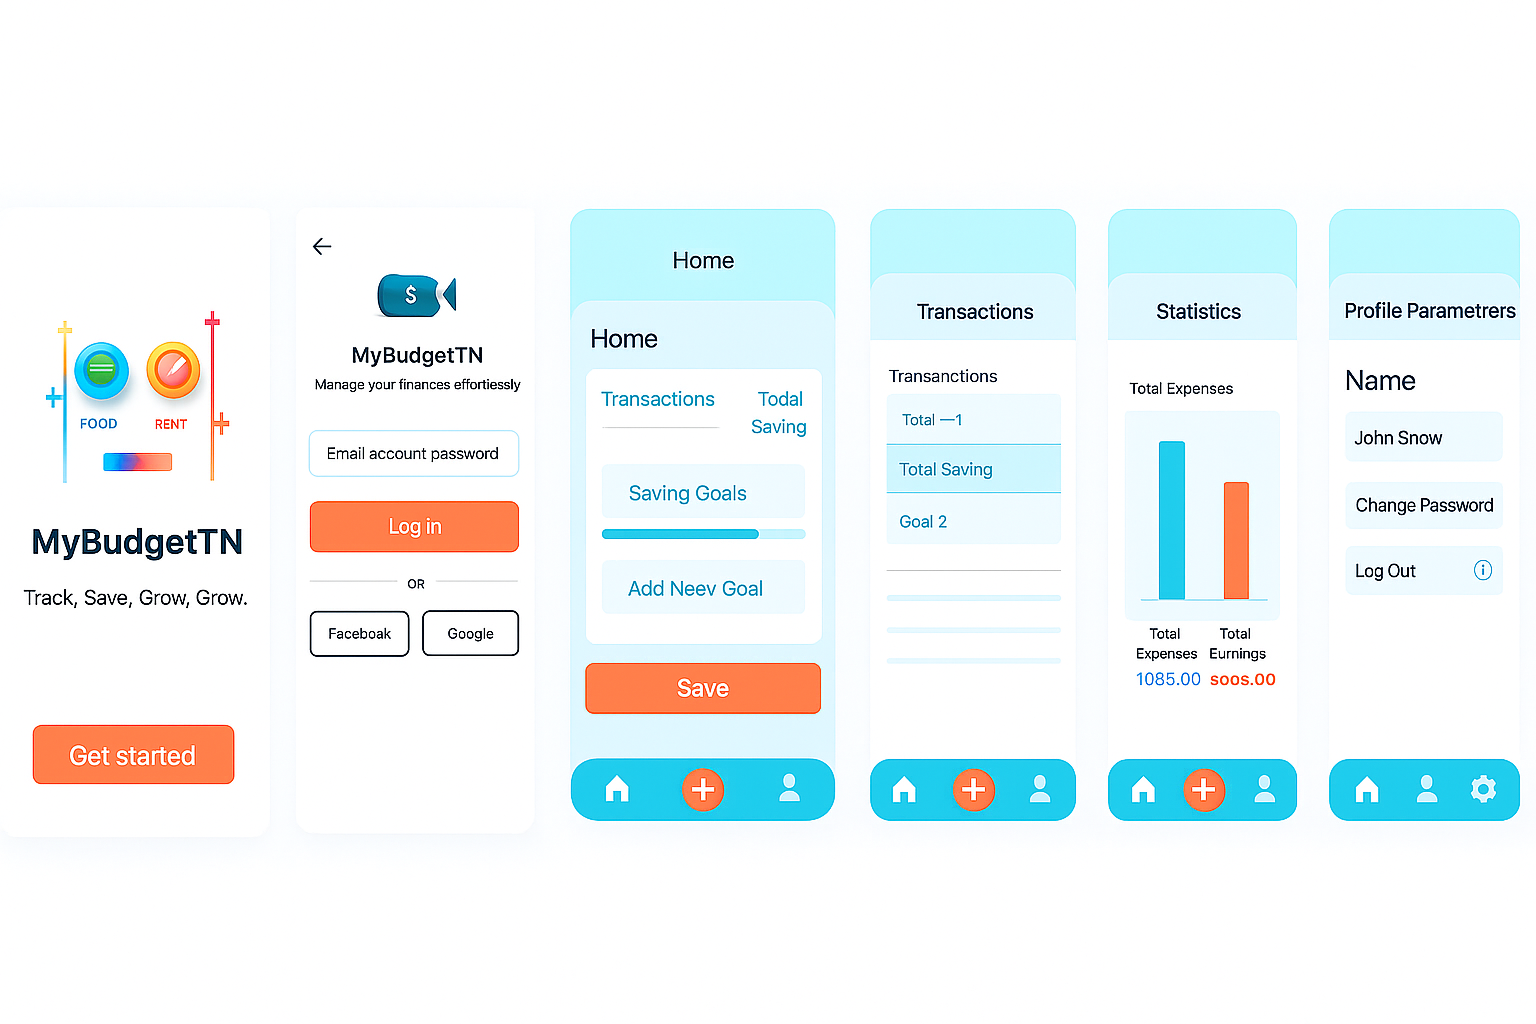 FOOD
RENT
MyBudgetTN
Track, Save, Grow, Grow.
Get started
$
MyBudgetTN
Manage your finances effortiessly
Email account password
Log in
OR
Faceboak
Google
Home
Home
Transactions
Todal
Saving
Saving Goals
Add Neev Goal
Save
Transactions
Transanctions
Total —1
Total Saving
Goal 2
Statistics
Total Expenses
Total
Expenses
1085.00
Total
Eurnings
soos.00
Profile Parametrers
Name
John Snow
Change Password
Log Out